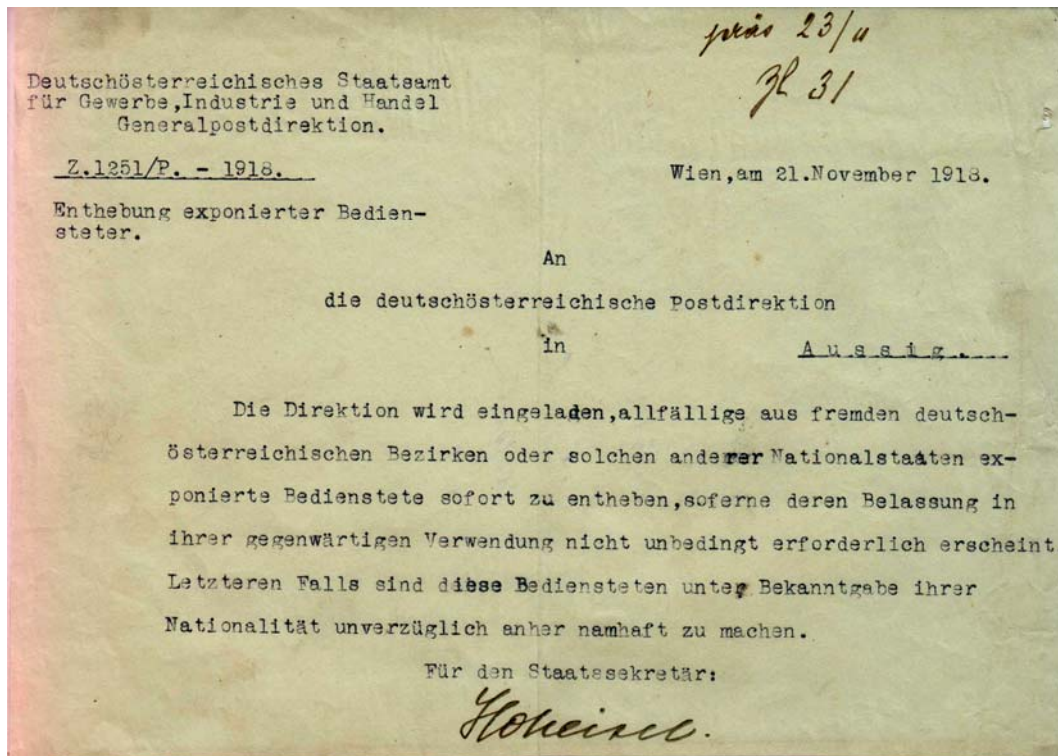 präs 23/11
Zl 31
Deutschösterreichisches Staatsamt
für Gewerbe,Industrie und Handel
Generalpostdirektion.
Z.1251/P. - 1918.
Wien,am 21.November 1918.
Enthebung exponierter Bedien-
steter.
An
die deutschösterreichische Postdirektion
in
Aussig.
Die Direktion wird eingeladen,allfällige aus fremden deutsch-
österreichischen Bezirken oder solchen anderer Nationalstaaten ex-
ponierte Bedienstete sofort zu entheben,soferne deren Belassung in
ihrer gegenwärtigen Verwendung nicht unbedingt erforderlich erscheint
Letzteren Falls sind diese Bediensteten unter Bekanntgabe ihrer
Nationalität unverzüglich anher namhaft zu machen.
Für den Staatssekretär:
Hoheisel.